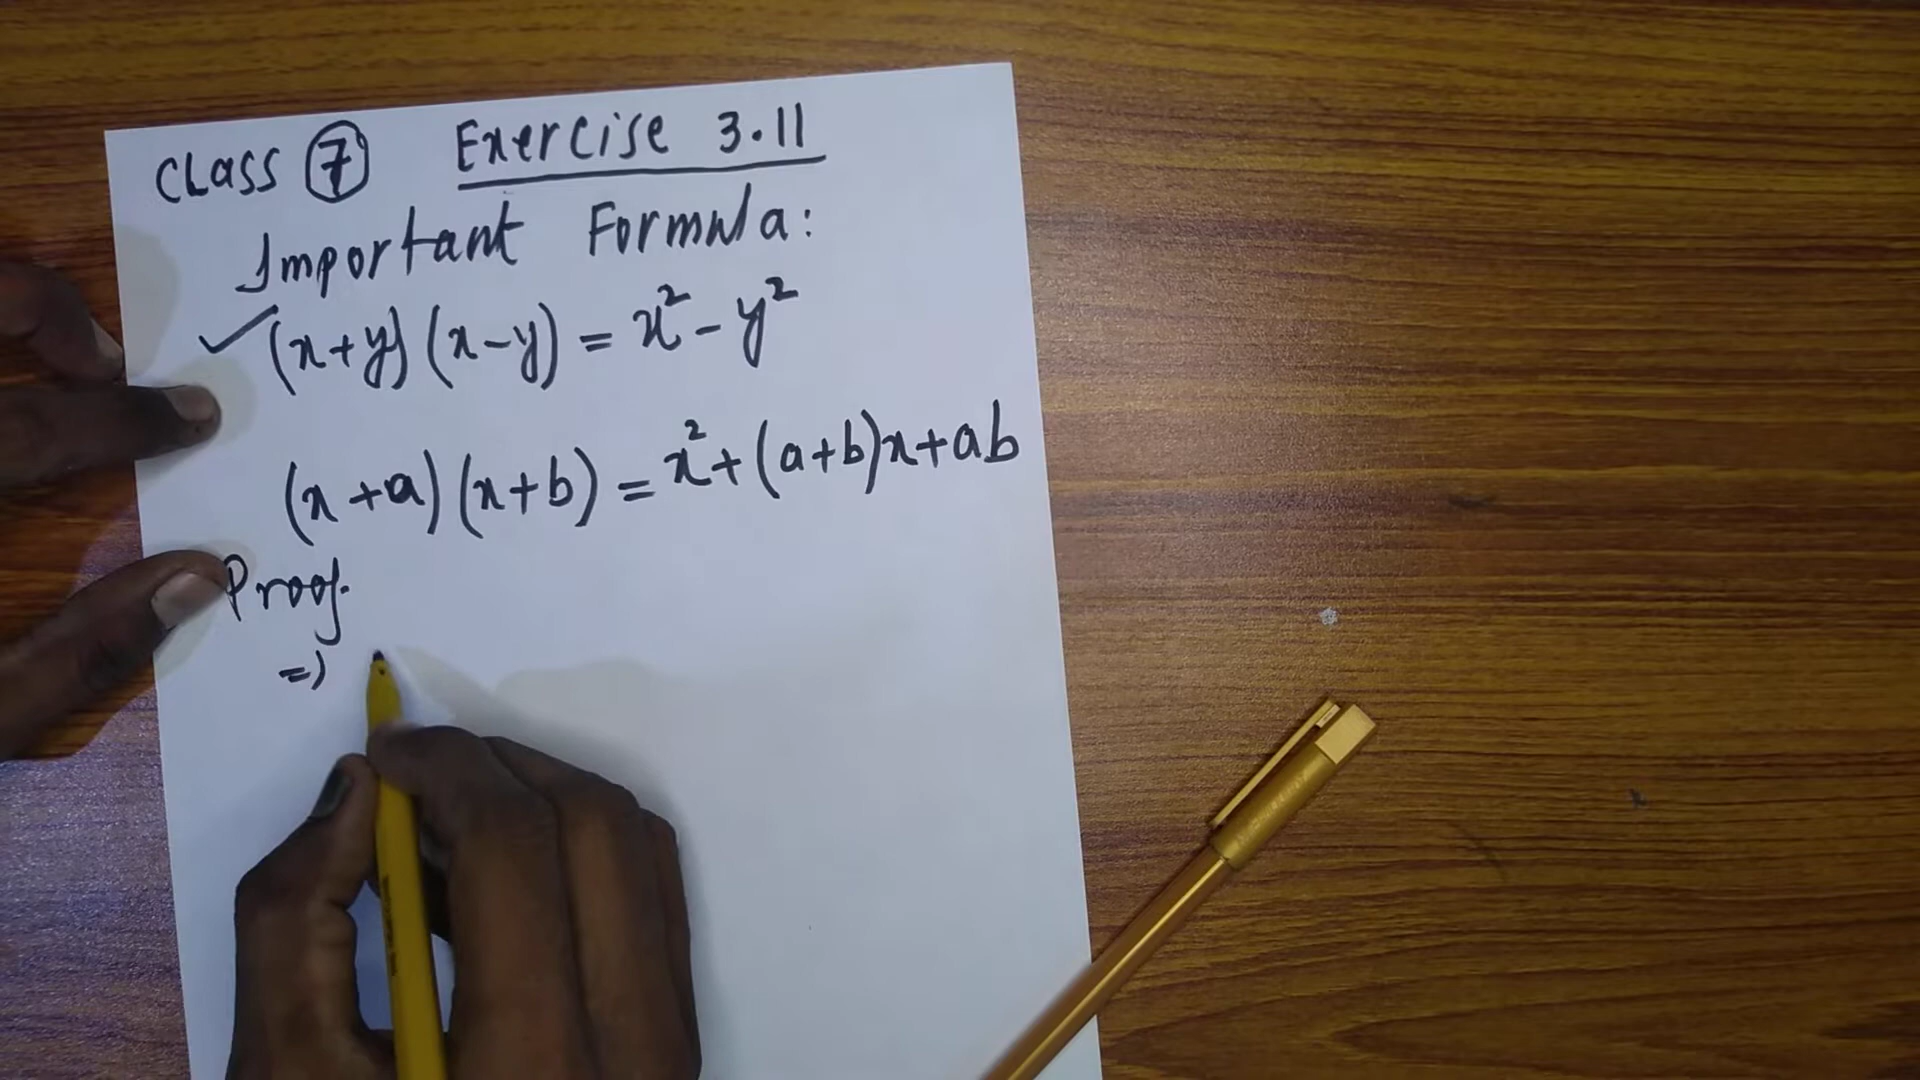 CLASS 7 Exercise 3.11
Important Formula:
(x+y)(x-y) = x² - y²
(x+a)(x+b) = x²+(a+b)x+ab
Proof.
=)